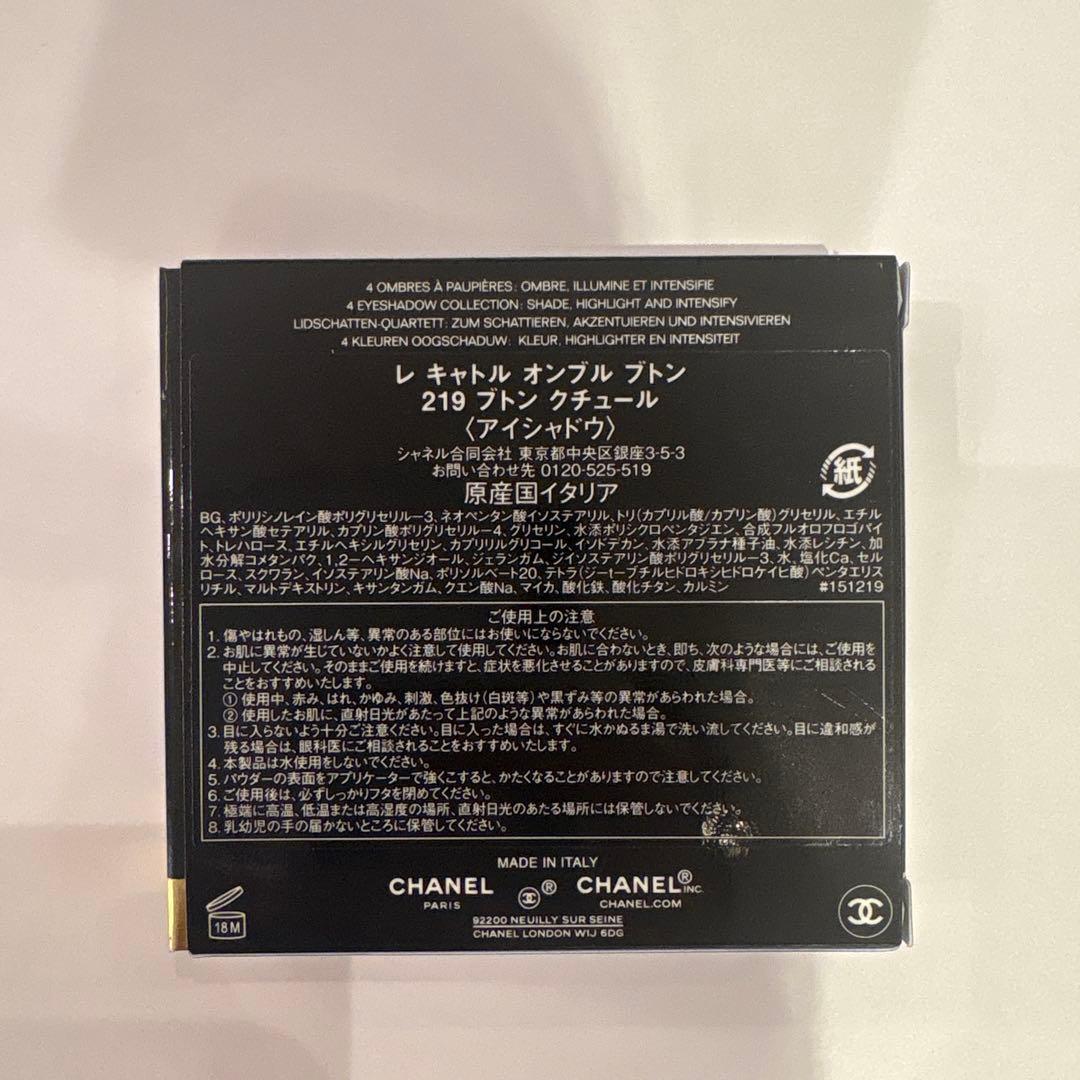 4 OMBRES À PAUPIÈRES: OMBRE, ILLUMINE ET INTENSIFIE
4 EYESHADOW COLLECTION: SHADE, HIGHLIGHT AND INTENSIFY
LIDSCHATTEN-QUARTETT: ZUM SCHATTIEREN, AKZENTUIEREN UND INTENSIVIEREN
4 KLEUREN OOGSCHADUW: KLEUR, HIGHLIGHTER EN INTENSITEIT
レ キャトル オンブル ブトン
219 ブトン クチュール
〈アイシャドウ〉
シャネル合同会社 東京都中央区銀座3-5-3
お問い合わせ先 0120-525-519
原産国イタリア
紙
BG、ポリリシノレイン酸ポリグリセリル-3、ネオペンタン酸イソステアリル、トリ(カプリル酸/カプリン酸)グリセリル、エチル
ヘキサン酸セテアリル、カプリン酸ポリグリセリル-4、グリセリン、水添ポリシクロペンタジエン、合成フルオロフロゴパイ
ト、トレハロース、エチルヘキシルグリセリン、カプリリルグリコール、イソドデカン、水添アブラナ種子油、水添レシチン、加
水分解コメタンパク、1,2-ヘキサンジオール、ジェランガム、ジイソステアリン酸ポリグリセリル-3、水、塩化Ca、セル
ロース、スクワラン、イソステアリン酸Na、ポリソルベート20、テトラ(ジ-t-ブチルヒドロキシヒドロケイヒ酸)ペンタエリス
リチル、マルトデキストリン、キサンタンガム、クエン酸Na、マイカ、酸化鉄、酸化チタン、カルミン #151219
ご使用上の注意
1. 傷やはれもの、湿しん等、異常のある部位にはお使いにならないでください。
2. お肌に異常が生じていないかよく注意して使用してください。お肌に合わないとき、即ち、次のような場合には、ご使用を
中止してください。そのままご使用を続けますと、症状を悪化させることがありますので、皮膚科専門医等にご相談される
ことをおすすめいたします。
① 使用中、赤み、はれ、かゆみ、刺激、色抜け(白斑等)や黒ずみ等の異常があらわれた場合。
② 使用したお肌に、直射日光があたって上記のような異常があらわれた場合。
3. 目に入らないよう十分ご注意ください。目に入った場合は、すぐに水かぬるま湯で洗い流してください。目に違和感が
残る場合は、眼科医にご相談されることをおすすめいたします。
4. 本製品は水使用をしないでください。
5. パウダーの表面をアプリケーターで強くこすると、かたくなることがありますので注意してください。
6. ご使用後は、必ずしっかりフタを閉めてください。
7. 極端に高温、低温または高湿度の場所、直射日光のあたる場所には保管しないでください。
8. 乳幼児の手の届かないところに保管してください。
MADE IN ITALY
CHANEL ® CHANEL® INC.
PARIS CHANEL.COM
92200 NEUILLY SUR SEINE
CHANEL LONDON W1J 6DG
18 M